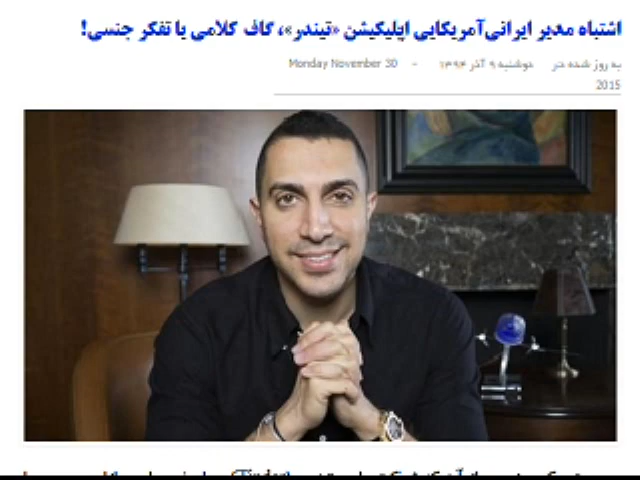 اشتباه مدیر ایرانی‌آمریکایی اپلیکیشن «تیندر»، گاف کلامی یا تفکر جنسی!
به روز شده در دوشنبه ۹ آذر ۱۳۹۴ - Monday November 30
2015